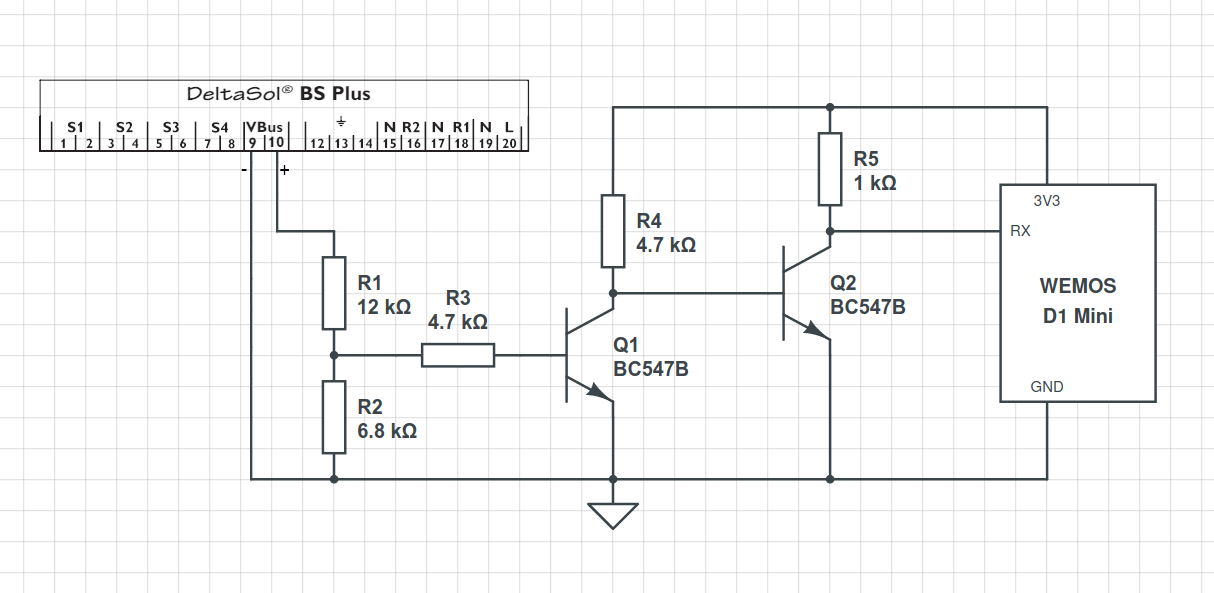 DeltaSol® BS Plus
S1 S2 S3 S4 VBus ⏚ N R2 N R1 N L
1 2 3 4 5 6 7 8 9 10 12 13 14 15 16 17 18 19 20
- +
R1
12 kΩ
R2
6.8 kΩ
R3
4.7 kΩ
R4
4.7 kΩ
Q1
BC547B
R5
1 kΩ
Q2
BC547B
3V3
RX
WEMOS
D1 Mini
GND